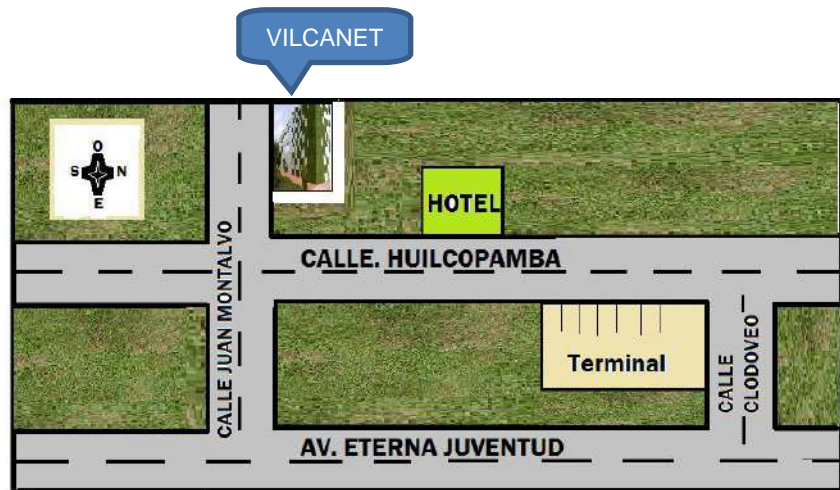 VILCANET
O
S N
E
HOTEL
CALLE. HUILCOPAMBA
CALLE JUAN MONTALVO
Terminal
CALLE
CLODOVEO
AV. ETERNA JUVENTUD